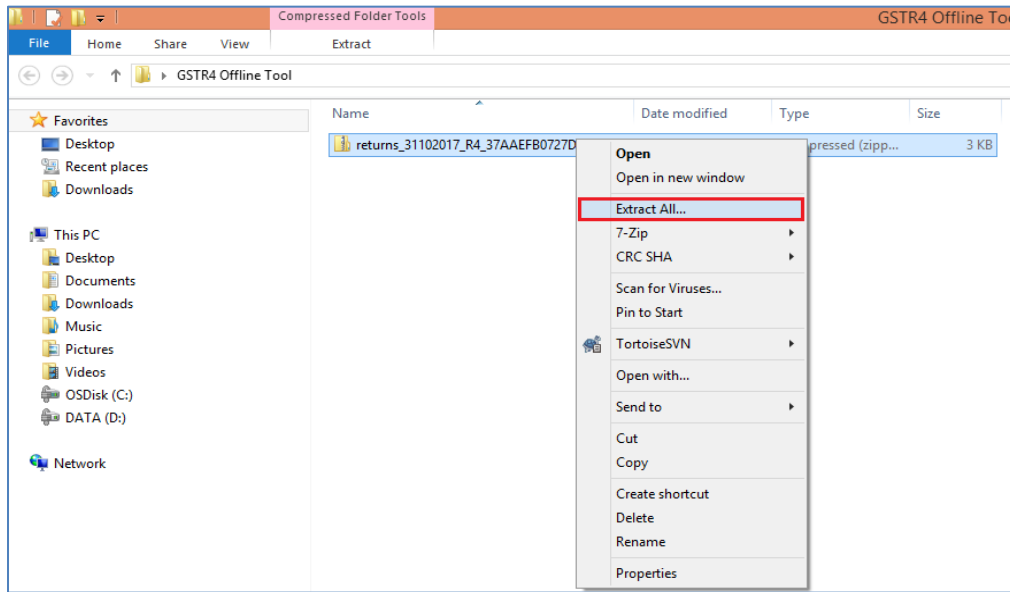 Compressed Folder Tools
GSTR4 Offline To
File Home Share View Extract
GSTR4 Offline Tool
Name Date modified Type Size
Favorites
Desktop
Recent places
Downloads
This PC
Desktop
Documents
Downloads
Music
Pictures
Videos
OSDisk (C:)
DATA (D:)
Network
returns_31102017_R4_37AAEFB0727D pressed (zipp... 3 KB
Open
Open in new window
Extract All...
7-Zip
CRC SHA
Scan for Viruses...
Pin to Start
TortoiseSVN
Open with...
Send to
Cut
Copy
Create shortcut
Delete
Rename
Properties